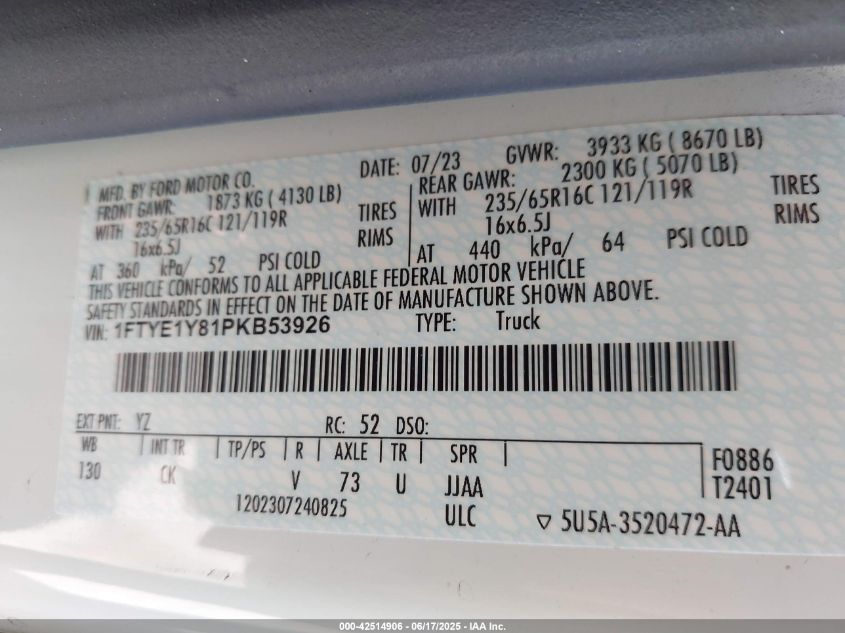 MFD. BY FORD MOTOR CO. DATE: 07/23 GVWR: 3933 KG ( 8670 LB)
FRONT GAWR: 1873 KG ( 4130 LB) REAR GAWR: 2300 KG ( 5070 LB)
WITH 235/65R16C 121/119R TIRES WITH 235/65R16C 121/119R TIRES
16x6.5J RIMS 16x6.5J RIMS
AT 360 kPa/ 52 PSI COLD AT 440 kPa/ 64 PSI COLD
THIS VEHICLE CONFORMS TO ALL APPLICABLE FEDERAL MOTOR VEHICLE
SAFETY STANDARDS IN EFFECT ON THE DATE OF MANUFACTURE SHOWN ABOVE.
VIN: 1FTYE1Y81PKB53926 TYPE: Truck
EXT PNT: YZ RC: 52 DSO:
WB INT TR TP/PS R AXLE TR SPR F0886
130 CK V 73 U JJAA T2401
1202307240825 ULC ▽ 5U5A-3520472-AA
000-42514906 - 06/17/2025 - IAA Inc.